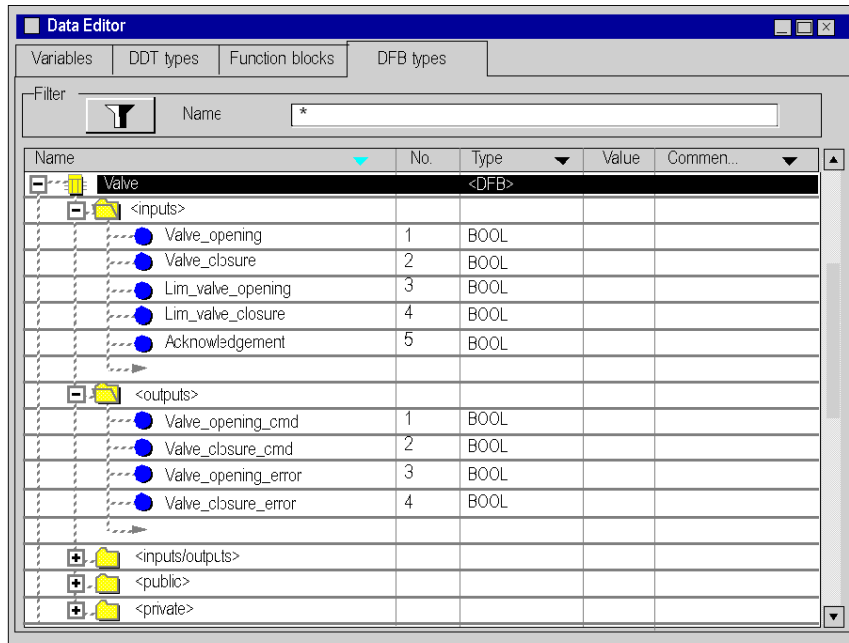 Data Editor
Variables DDT types Function blocks DFB types
Filter
Name *
Name No. Type Value Commen...
Valve <DFB>
<inputs>
Valve_opening 1 BOOL
Valve_closure 2 BOOL
Lim_valve_opening 3 BOOL
Lim_valve_closure 4 BOOL
Acknowledgement 5 BOOL
<outputs>
Valve_opening_cmd 1 BOOL
Valve_closure_cmd 2 BOOL
Valve_opening_error 3 BOOL
Valve_closure_error 4 BOOL
<inputs/outputs>
<public>
<private>